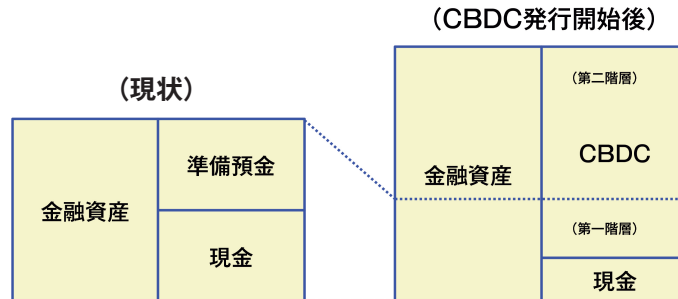 （現状）
金融資産
準備預金
現金
（CBDC発行開始後）
金融資産
（第二階層）
CBDC
（第一階層）
現金